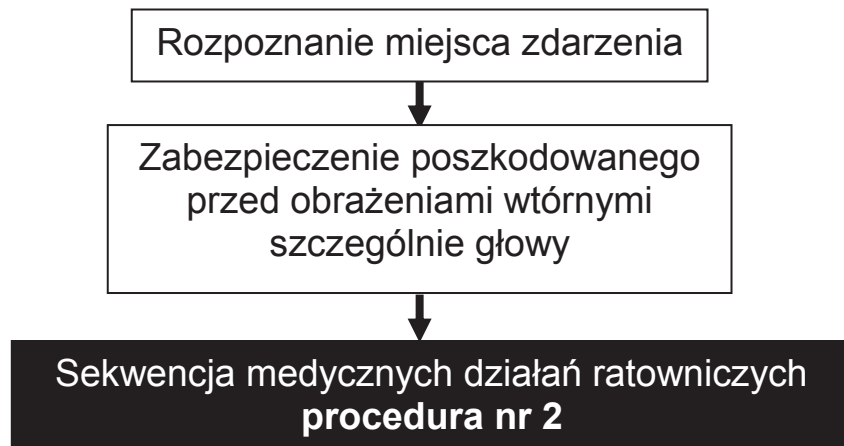 Rozpoznanie miejsca zdarzenia
Zabezpieczenie poszkodowanego
przed obrażeniami wtórnymi
szczególnie głowy
Sekwencja medycznych działań ratowniczych
procedura nr 2